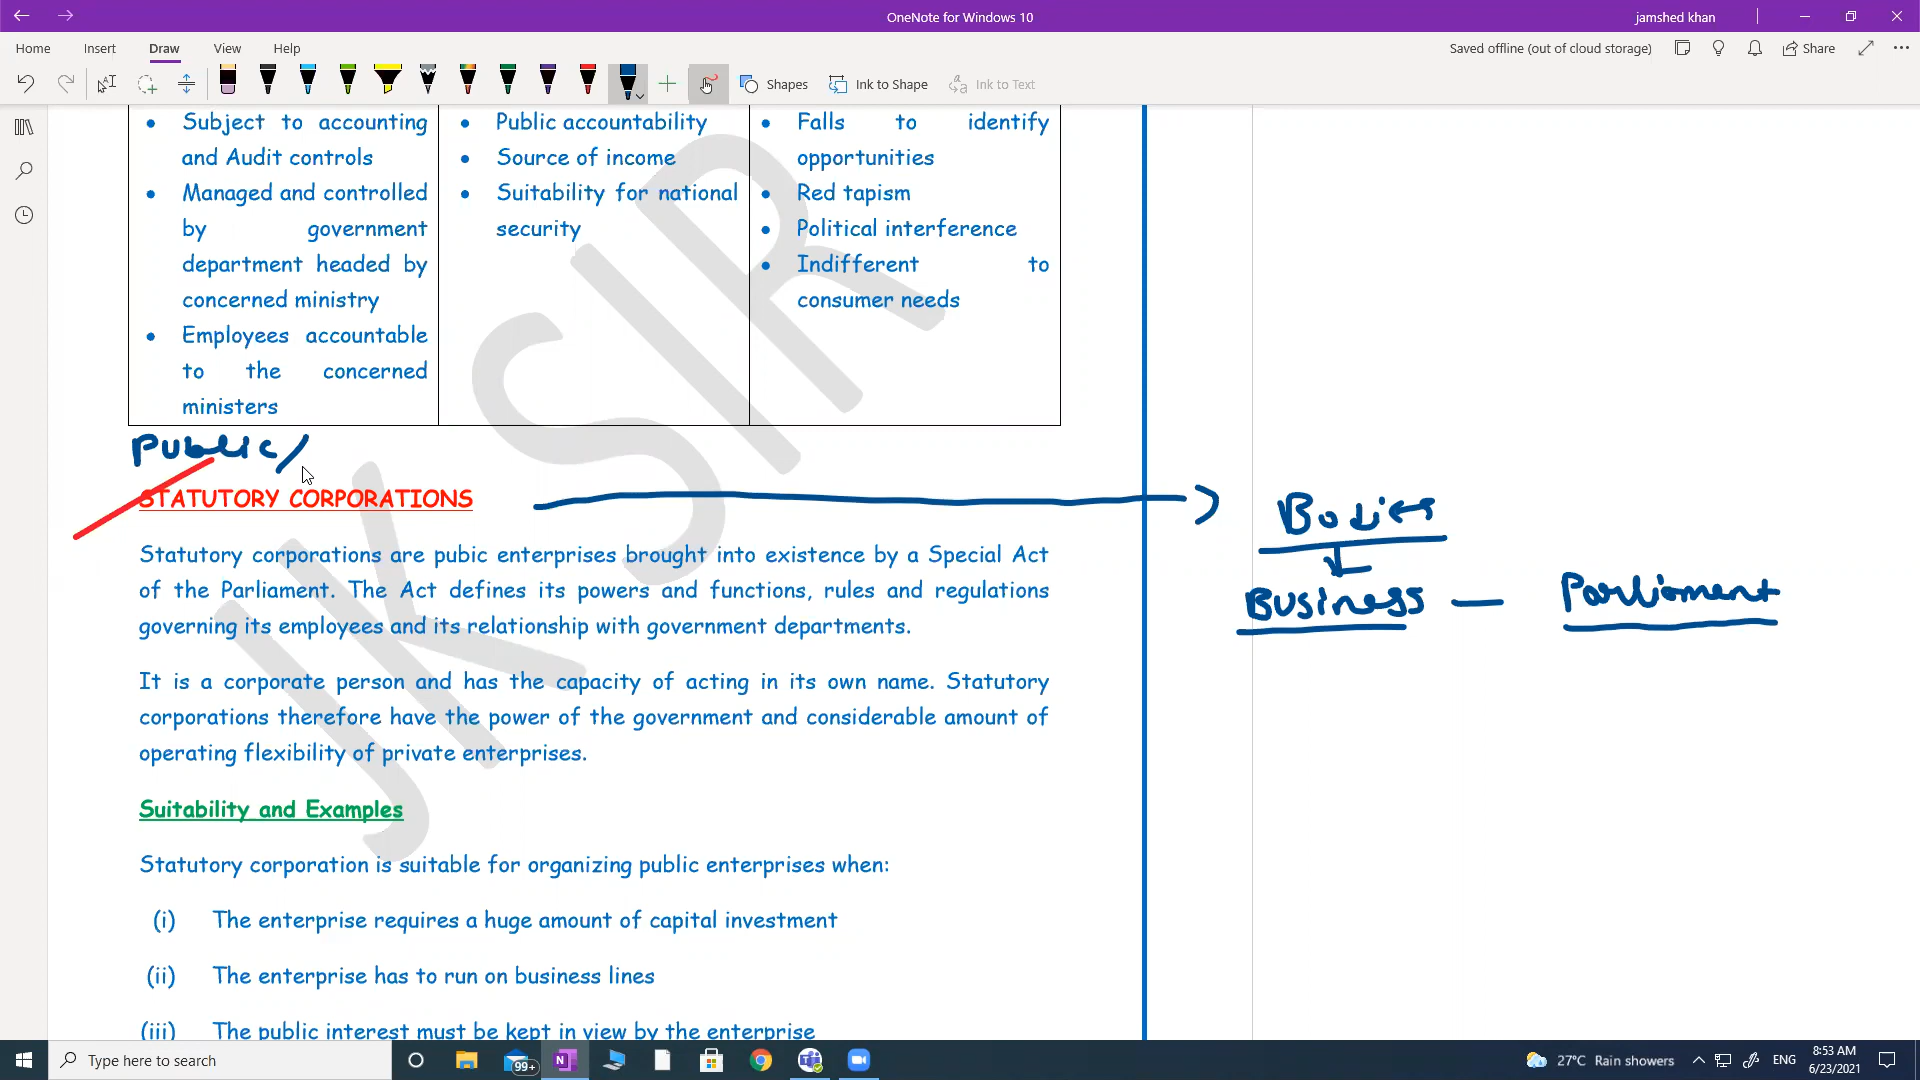 OneNote for Windows 10
jamshed khan
Home Insert Draw View Help
Saved offline (out of cloud storage)
Share
Shapes
Ink to Shape
Ink to Text
Subject to accounting
and Audit controls
Managed and controlled
by government
department headed by
concerned ministry
Employees accountable
to the concerned
ministers
Public accountability
Source of income
Suitability for national
security
Falls to identify
opportunities
Red tapism
Political interference
Indifferent to
consumer needs
Public/
STATUTORY CORPORATIONS
Bodies
Business — Parliament
Statutory corporations are pubic enterprises brought into existence by a Special Act
of the Parliament. The Act defines its powers and functions, rules and regulations
governing its employees and its relationship with government departments.
It is a corporate person and has the capacity of acting in its own name. Statutory
corporations therefore have the power of the government and considerable amount of
operating flexibility of private enterprises.
Suitability and Examples
Statutory corporation is suitable for organizing public enterprises when:
(i) The enterprise requires a huge amount of capital investment
(ii) The enterprise has to run on business lines
(iii) The public interest must be kept in view by the enterprise
JK SIR
Type here to search
99+
27°C Rain showers
ENG
8:53 AM
6/23/2021